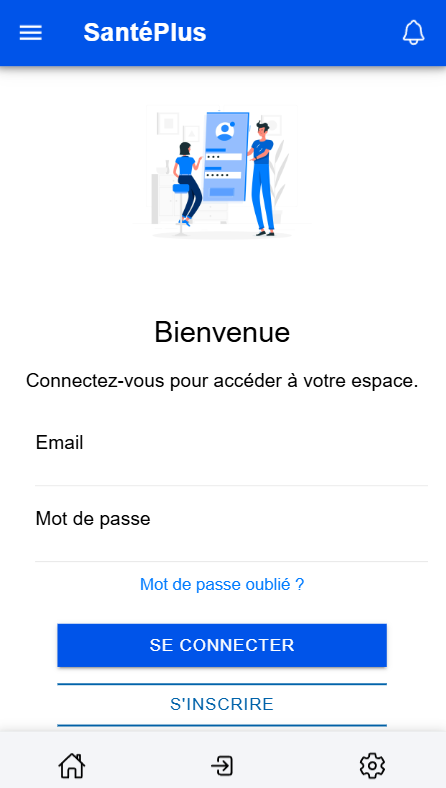 SantéPlus
Bienvenue
Connectez-vous pour accéder à votre espace.
Email
Mot de passe
Mot de passe oublié ?
SE CONNECTER
S'INSCRIRE